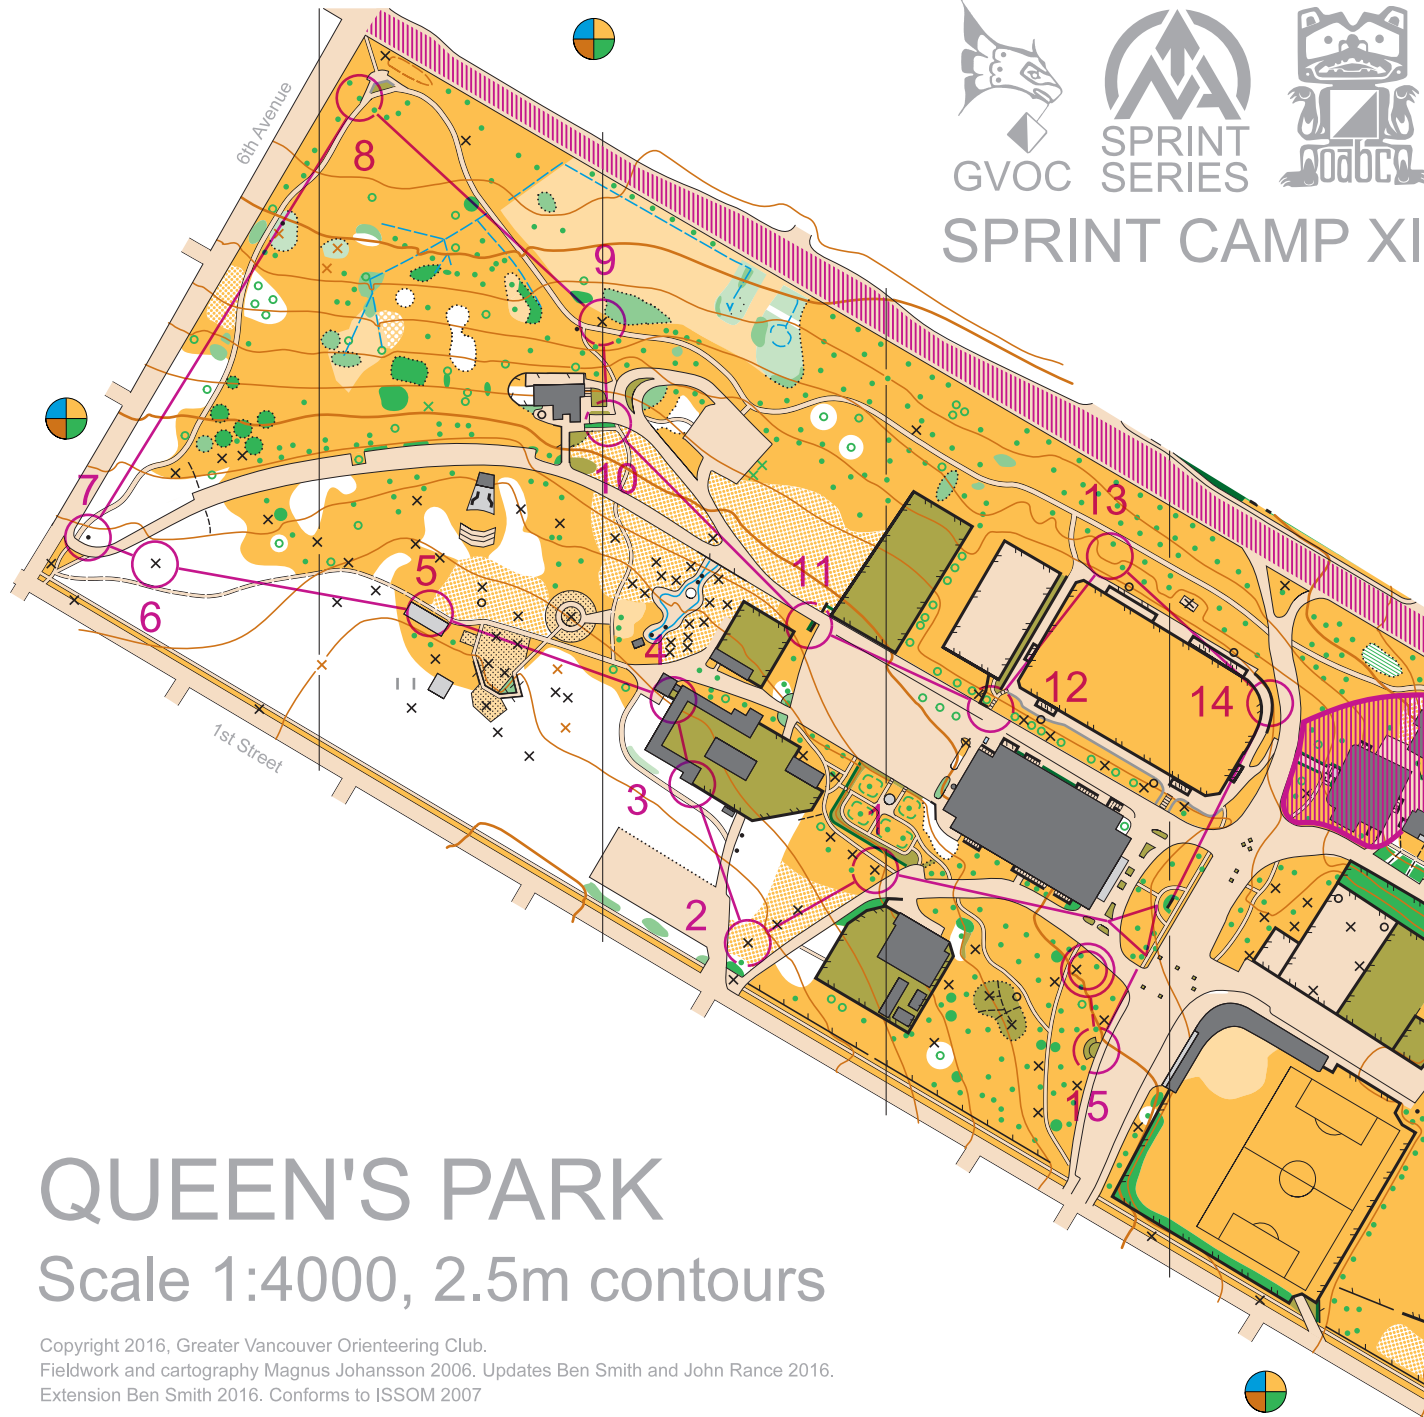 GVOC
SPRINT
SERIES
ooabc
SPRINT CAMP XI
6th Avenue
8
9
7
10
13
5
11
6
4
12
14
1st Street
3
1
2
15
QUEEN'S PARK
Scale 1:4000, 2.5m contours
Copyright 2016, Greater Vancouver Orienteering Club.
Fieldwork and cartography Magnus Johansson 2006. Updates Ben Smith and John Rance 2016.
Extension Ben Smith 2016. Conforms to ISSOM 2007